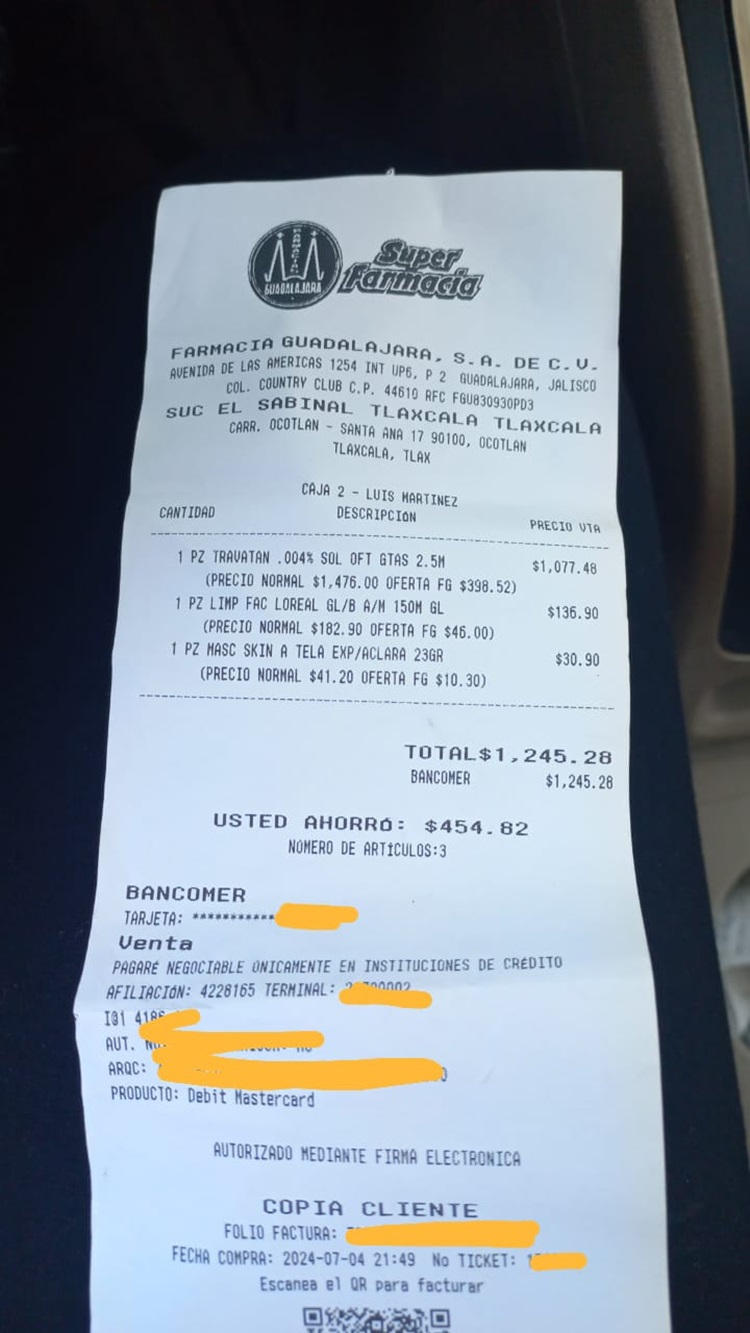 FARMACIA
GUADALAJARA
Super
Farmacia
FARMACIA GUADALAJARA, S.A. DE C.V.
AVENIDA DE LAS AMERICAS 1254 INT UP6, P 2 GUADALAJARA, JALISCO
COL. COUNTRY CLUB C.P. 44610 RFC FGU830930PD3
SUC EL SABINAL TLAXCALA TLAXCALA
CARR. OCOTLAN - SANTA ANA 17 90100, OCOTLAN
TLAXCALA, TLAX
CAJA 2 - LUIS MARTINEZ
CANTIDAD DESCRIPCIÓN PRECIO VTA
1 PZ TRAVATAN .004% SOL OFT GTAS 2.5M $1,077.48
(PRECIO NORMAL $1,476.00 OFERTA FG $398.52)
1 PZ LIMP FAC LOREAL GL/B A/M 150M GL $136.90
(PRECIO NORMAL $182.90 OFERTA FG $46.00)
1 PZ MASC SKIN A TELA EXP/ACLARA 23GR $30.90
(PRECIO NORMAL $41.20 OFERTA FG $10.30)
TOTAL$1,245.28
BANCOMER $1,245.28
USTED AHORRÓ: $454.82
NÚMERO DE ARTÍCULOS:3
BANCOMER
TARJETA: ***********
Venta
PAGARÉ NEGOCIABLE ÚNICAMENTE EN INSTITUCIONES DE CRÉDITO
AFILIACIÓN: 4228165 TERMINAL:
I@1
AUT.
ARQC:
PRODUCTO: Debit Mastercard
AUTORIZADO MEDIANTE FIRMA ELECTRONICA
COPIA CLIENTE
FOLIO FACTURA:
FECHA COMPRA: 2024-07-04 21:49 No TICKET:
Escanea el QR para facturar